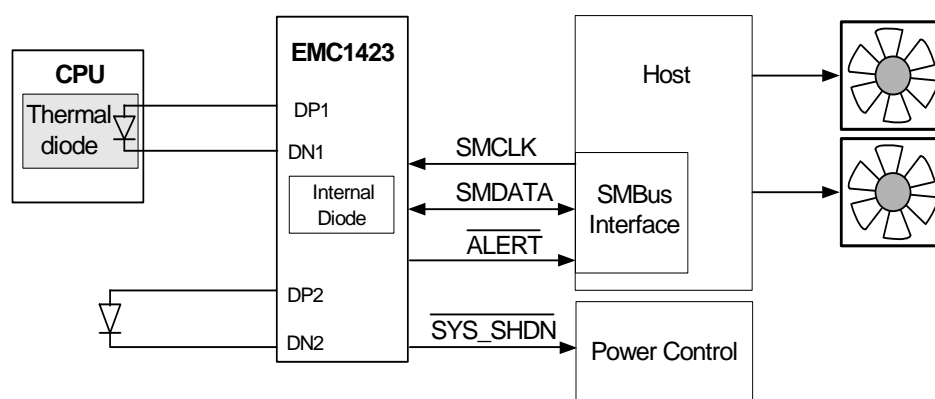 CPU
Thermal
diode
EMC1423
DP1
DN1
Internal
Diode
DP2
DN2
SMCLK
SMDATA
ALERT
SYS_SHDN
Host
SMBus
Interface
Power Control